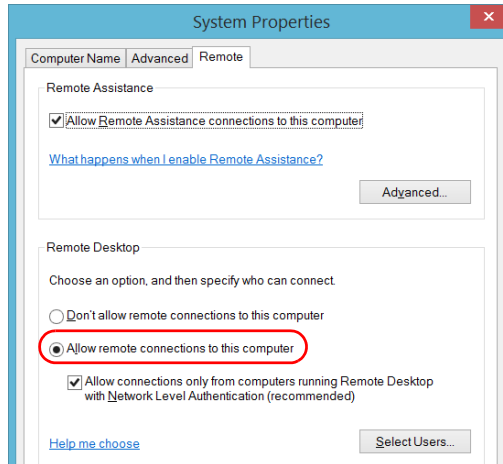 System Properties
Computer Name Advanced Remote
Remote Assistance
Allow Remote Assistance connections to this computer
What happens when I enable Remote Assistance?
Advanced...
Remote Desktop
Choose an option, and then specify who can connect.
Don't allow remote connections to this computer
Allow remote connections to this computer
Allow connections only from computers running Remote Desktop
with Network Level Authentication (recommended)
Help me choose
Select Users...